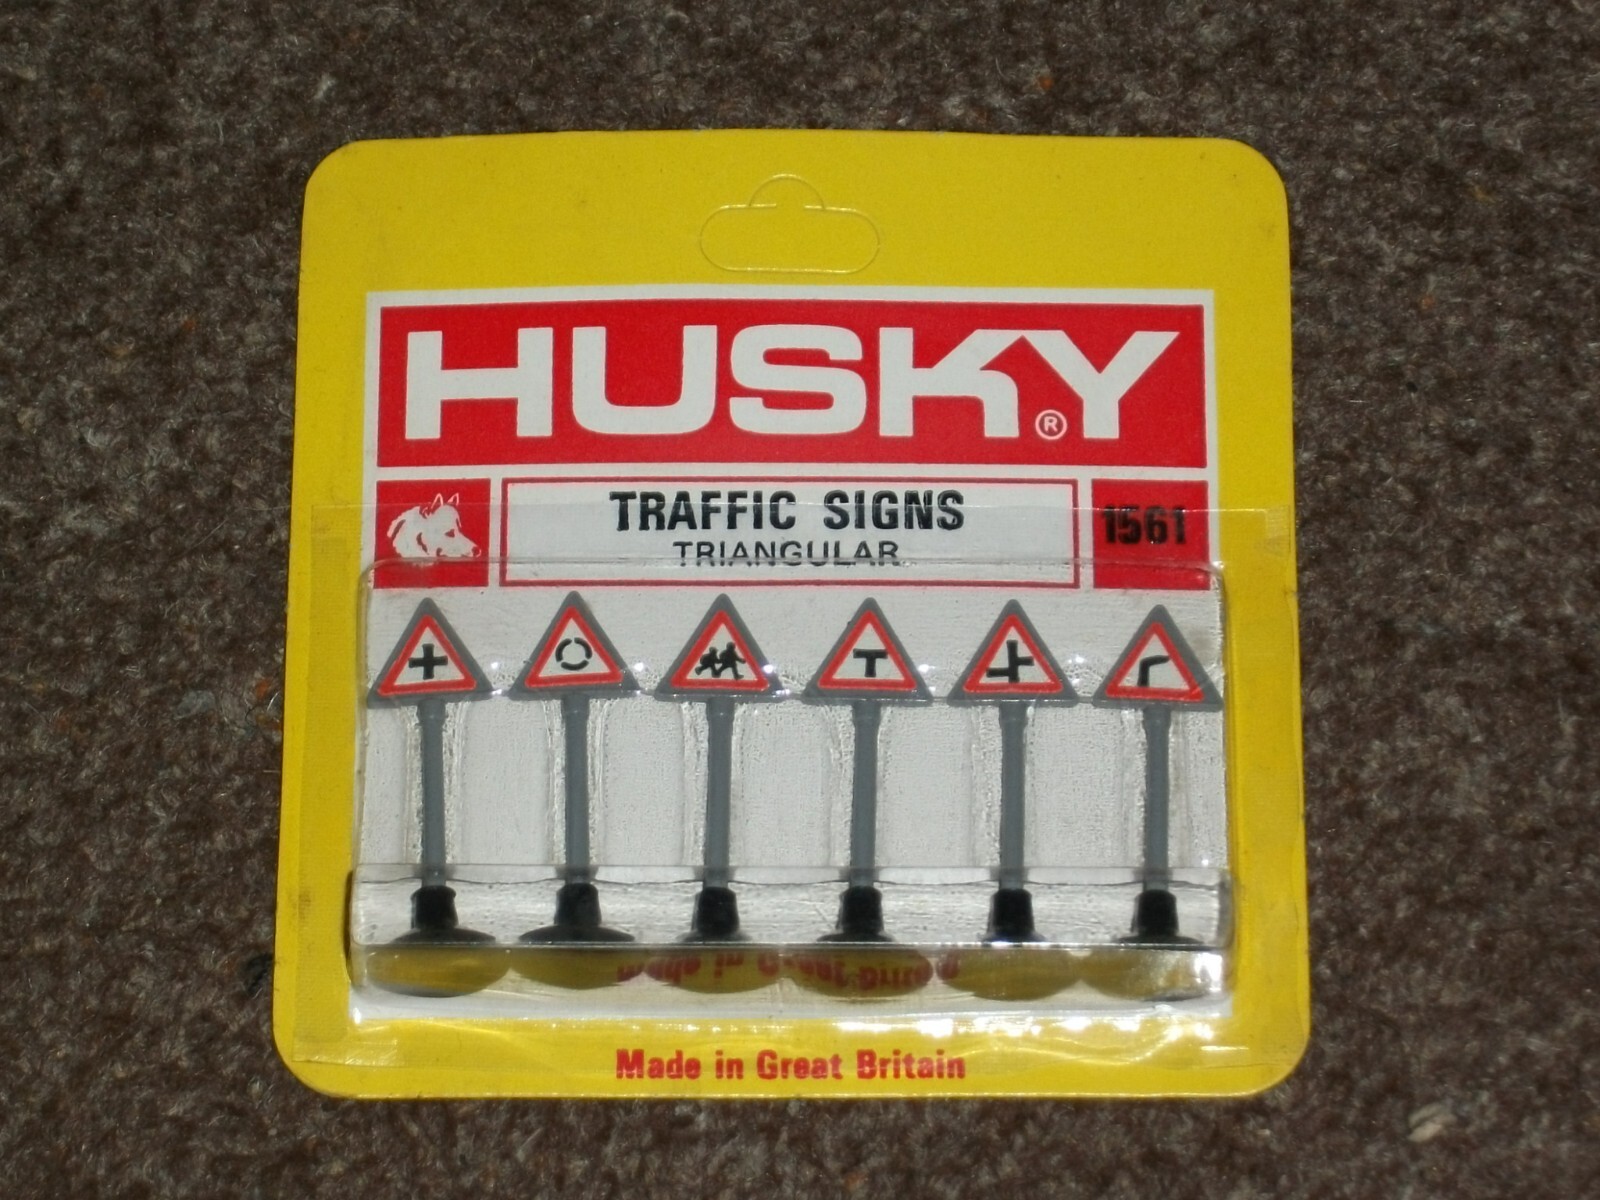 HUSKY®
TRAFFIC SIGNS
TRIANGULAR
1561
Made in Great Britain